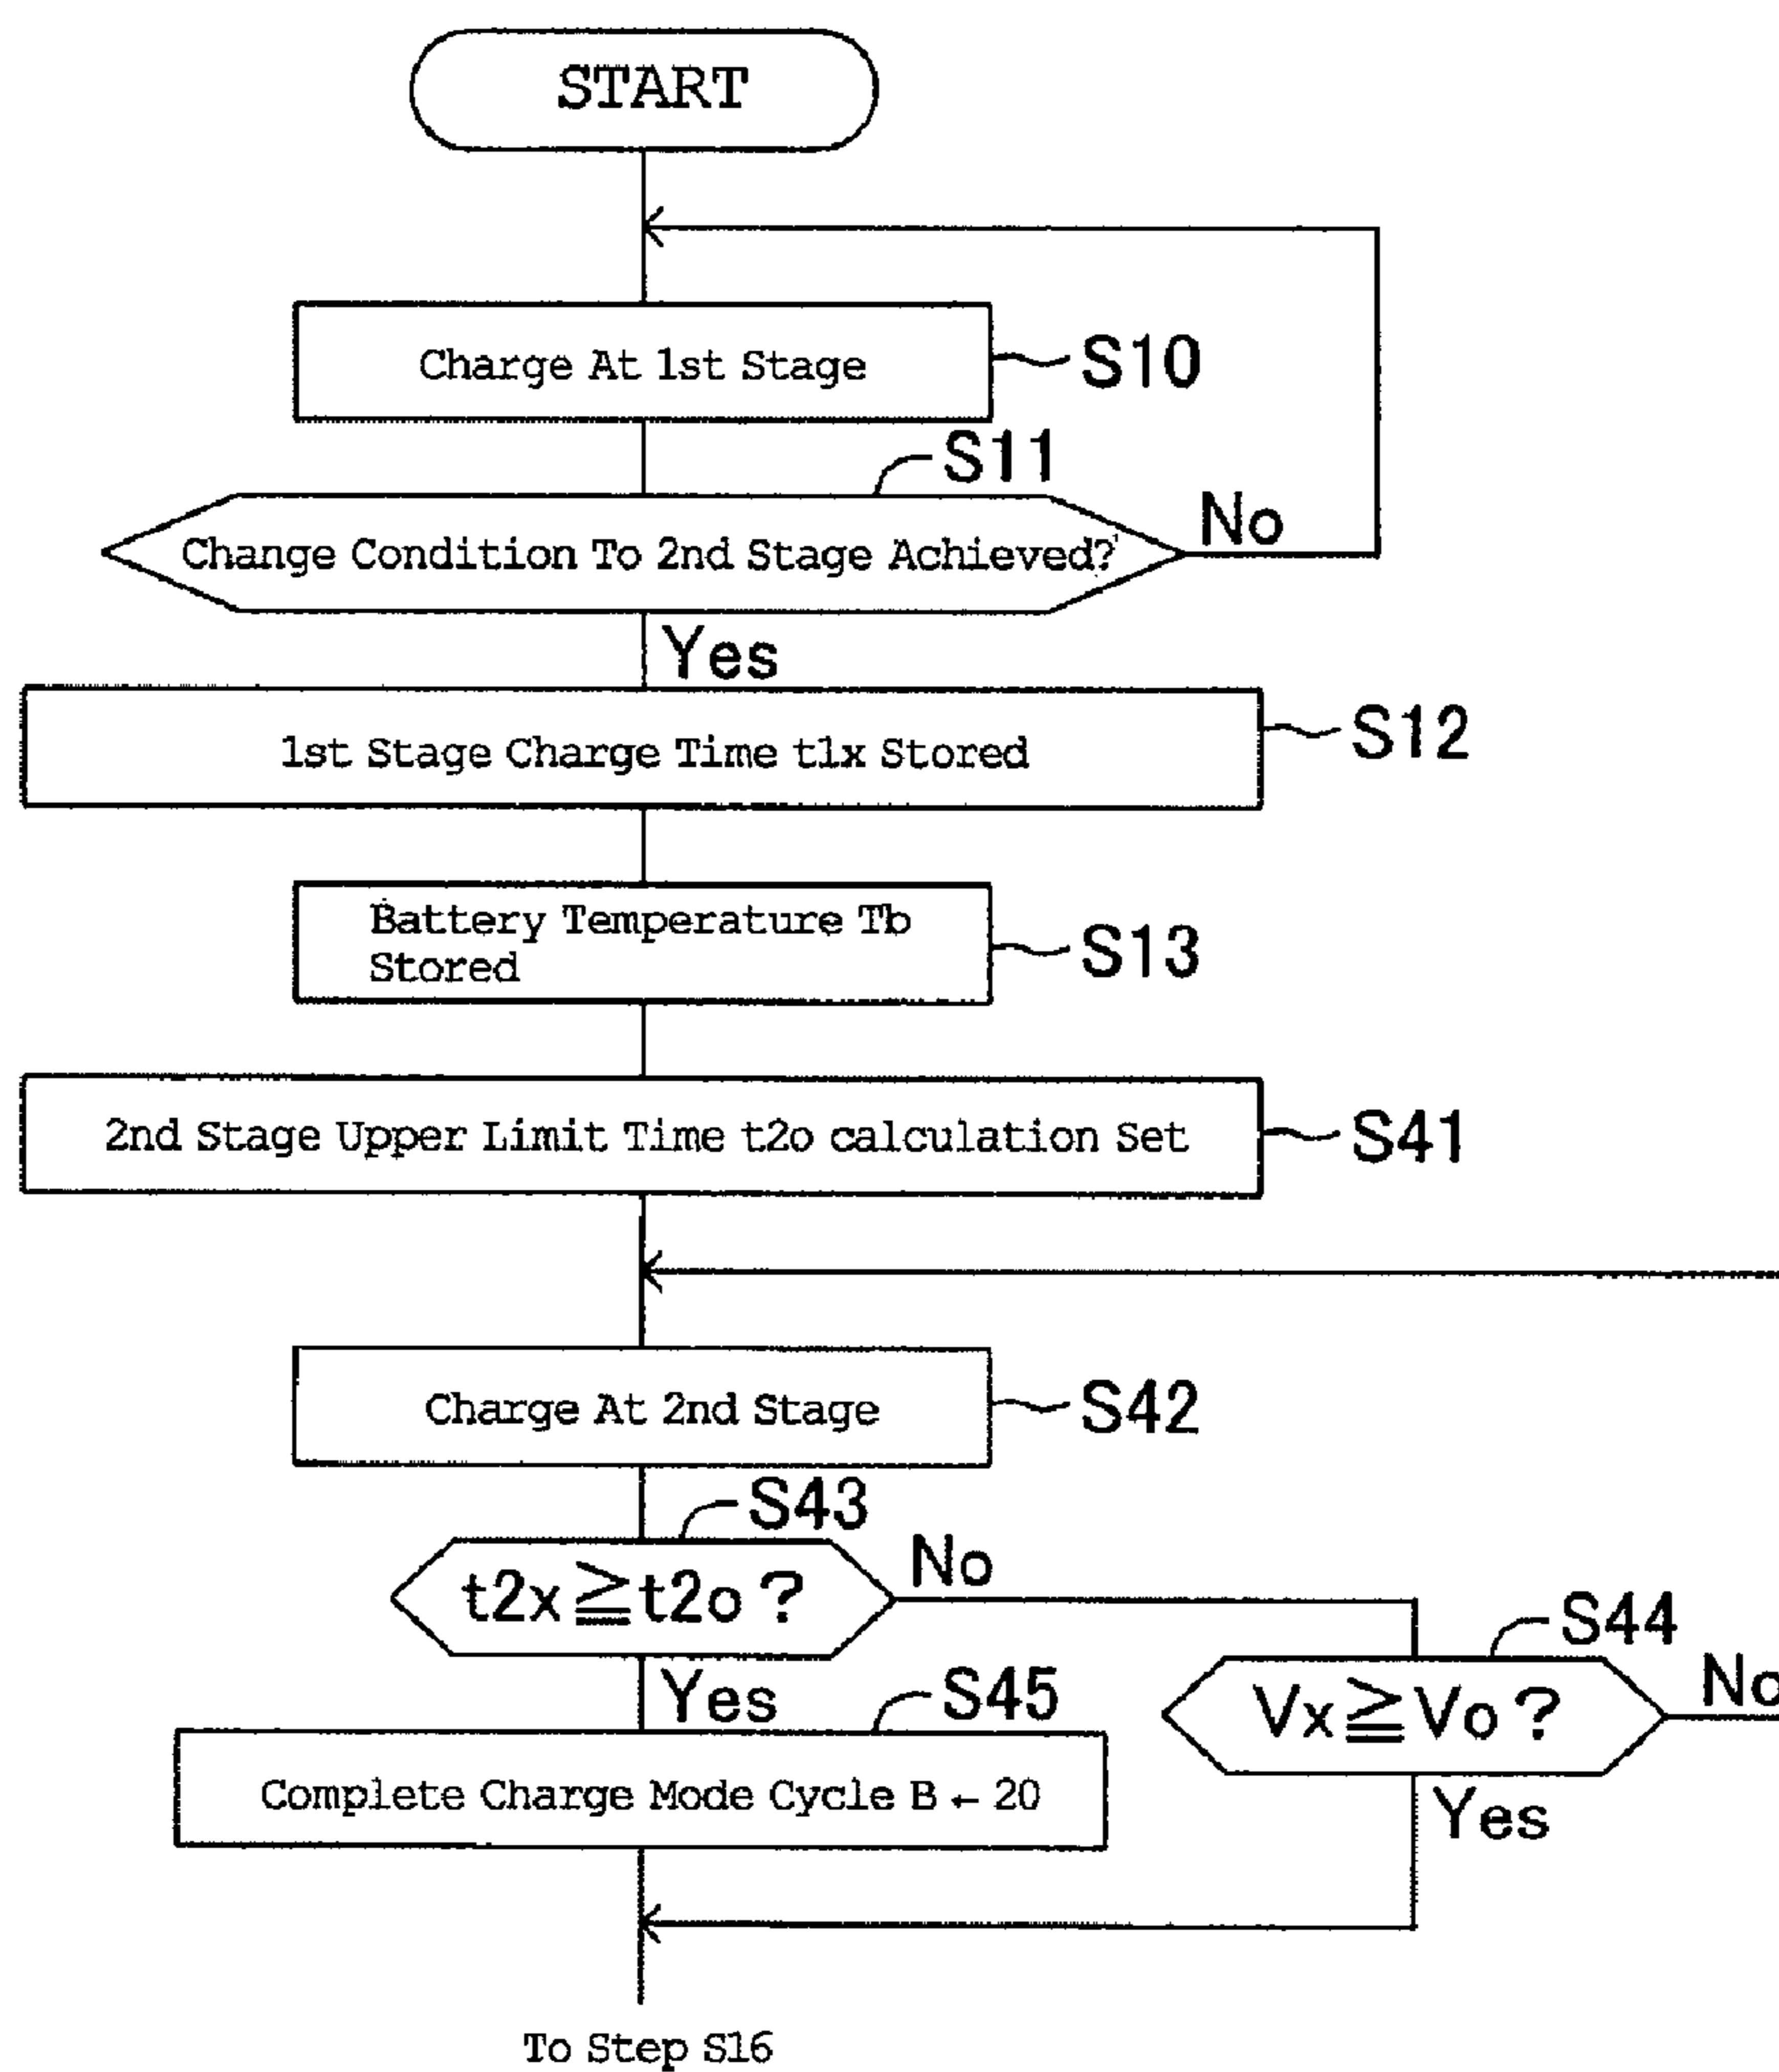 START
Charge At 1st Stage
S10
S11
Change Condition To 2nd Stage Achieved?
No
Yes
1st Stage Charge Time t1x Stored
S12
Battery Temperature Tb
Stored
S13
2nd Stage Upper Limit Time t2o calculation Set
S41
Charge At 2nd Stage
S42
S43
t2x≧t2o?
No
S44
Vx≧Vo?
No
Yes
S45
Complete Charge Mode Cycle B ← 20
Yes
To Step S16